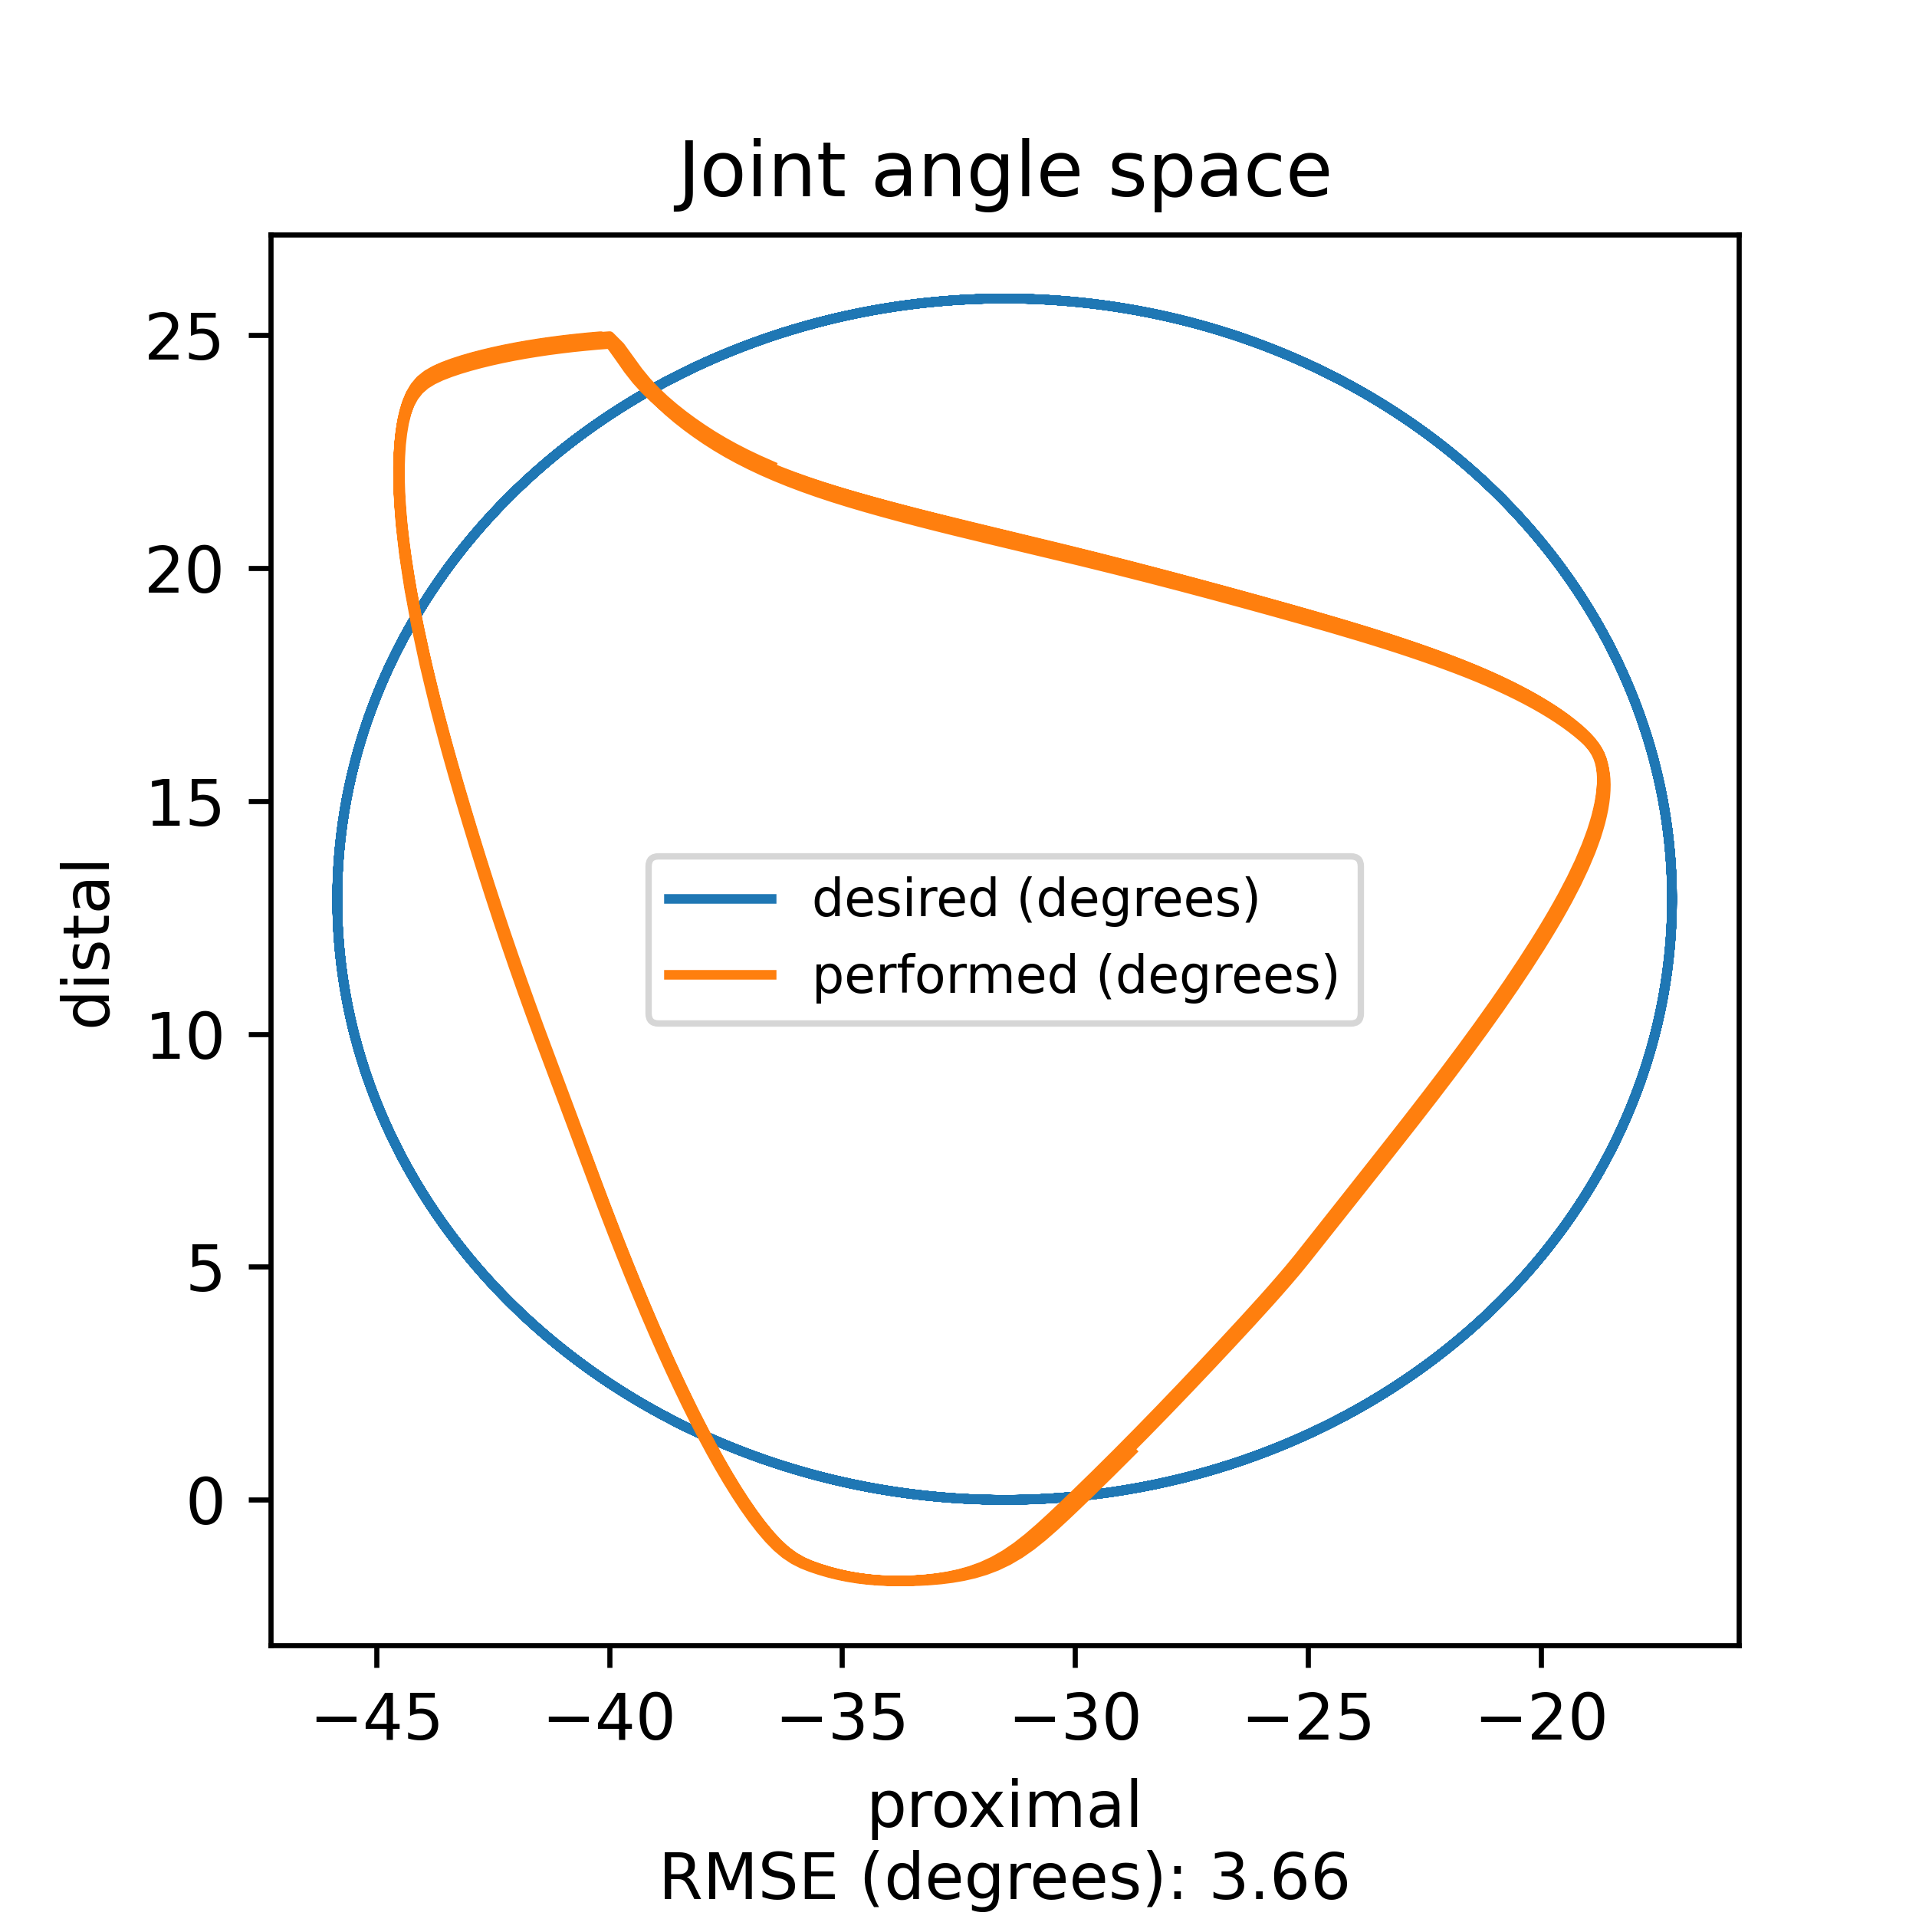 Joint angle space
25
20
15
10
5
0
distal
desired (degrees)
performed (degrees)
−45 −40 −35 −30 −25 −20
proximal
RMSE (degrees): 3.66